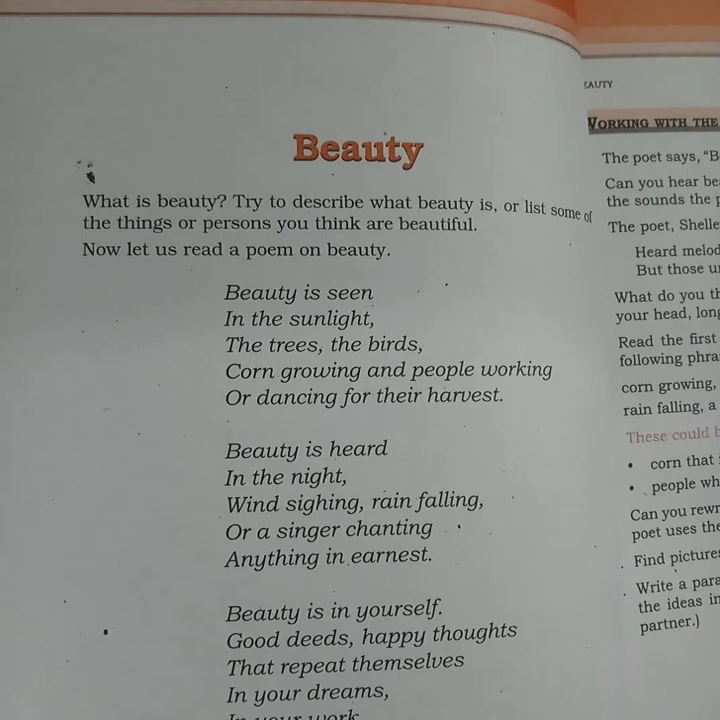 Beauty
What is beauty? Try to describe what beauty is, or list some of
the things or persons you think are beautiful.
Now let us read a poem on beauty.
Beauty is seen
In the sunlight,
The trees, the birds,
Corn growing and people working
Or dancing for their harvest.
Beauty is heard
In the night,
Wind sighing, rain falling,
Or a singer chanting
Anything in earnest.
Beauty is in yourself.
Good deeds, happy thoughts
That repeat themselves
In your dreams,
In your work
EAUTY
WORKING WITH THE
The poet says, “B
Can you hear bea
the sounds the p
The poet, Shelle
Heard melod
But those un
What do you th
your head, long
Read the first
following phra
corn growing,
rain falling, a
These could b
• corn that i
• people wh
Can you rewr
poet uses the
Find pictures
Write a para
the ideas in
partner.)